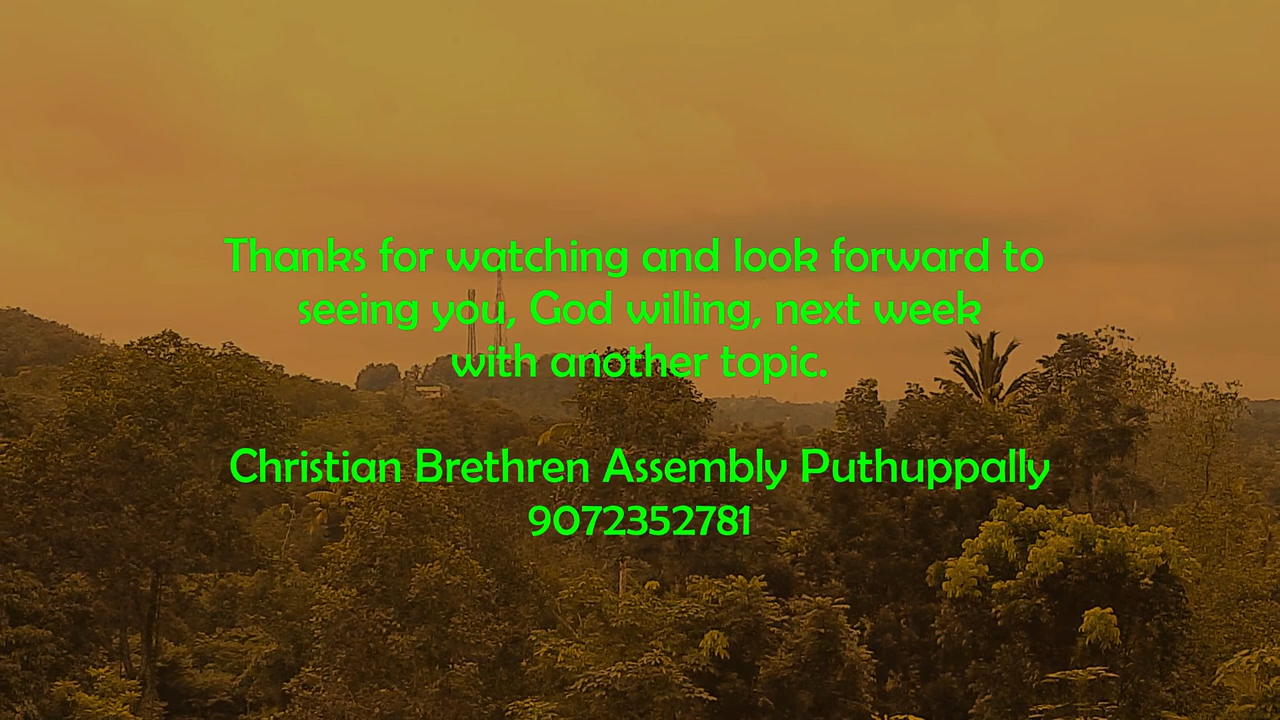 Thanks for watching and look forward to
seeing you, God willing, next week
with another topic.
Christian Brethren Assembly Puthuppally
9072352781